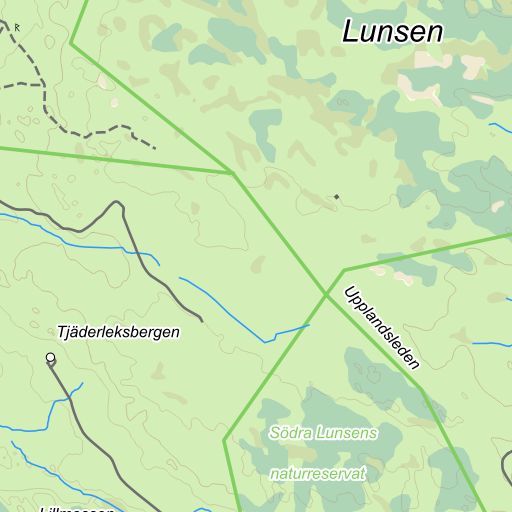 Lunsen
Upplandsleden
Tjäderleksbergen
Södra Lunsens
naturreservat